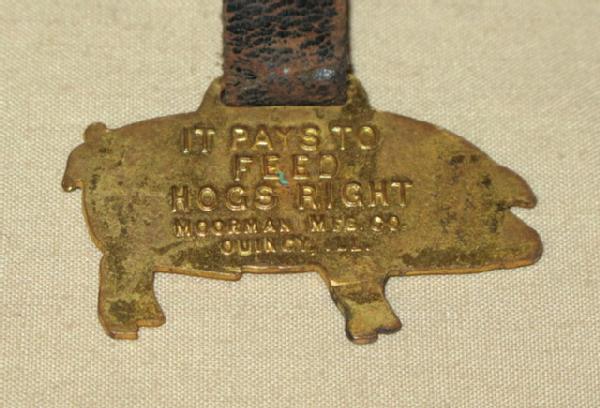 IT PAYS TO
FEED
HOGS RIGHT
MOORMAN MFG. CO.
QUINCY, ILL.